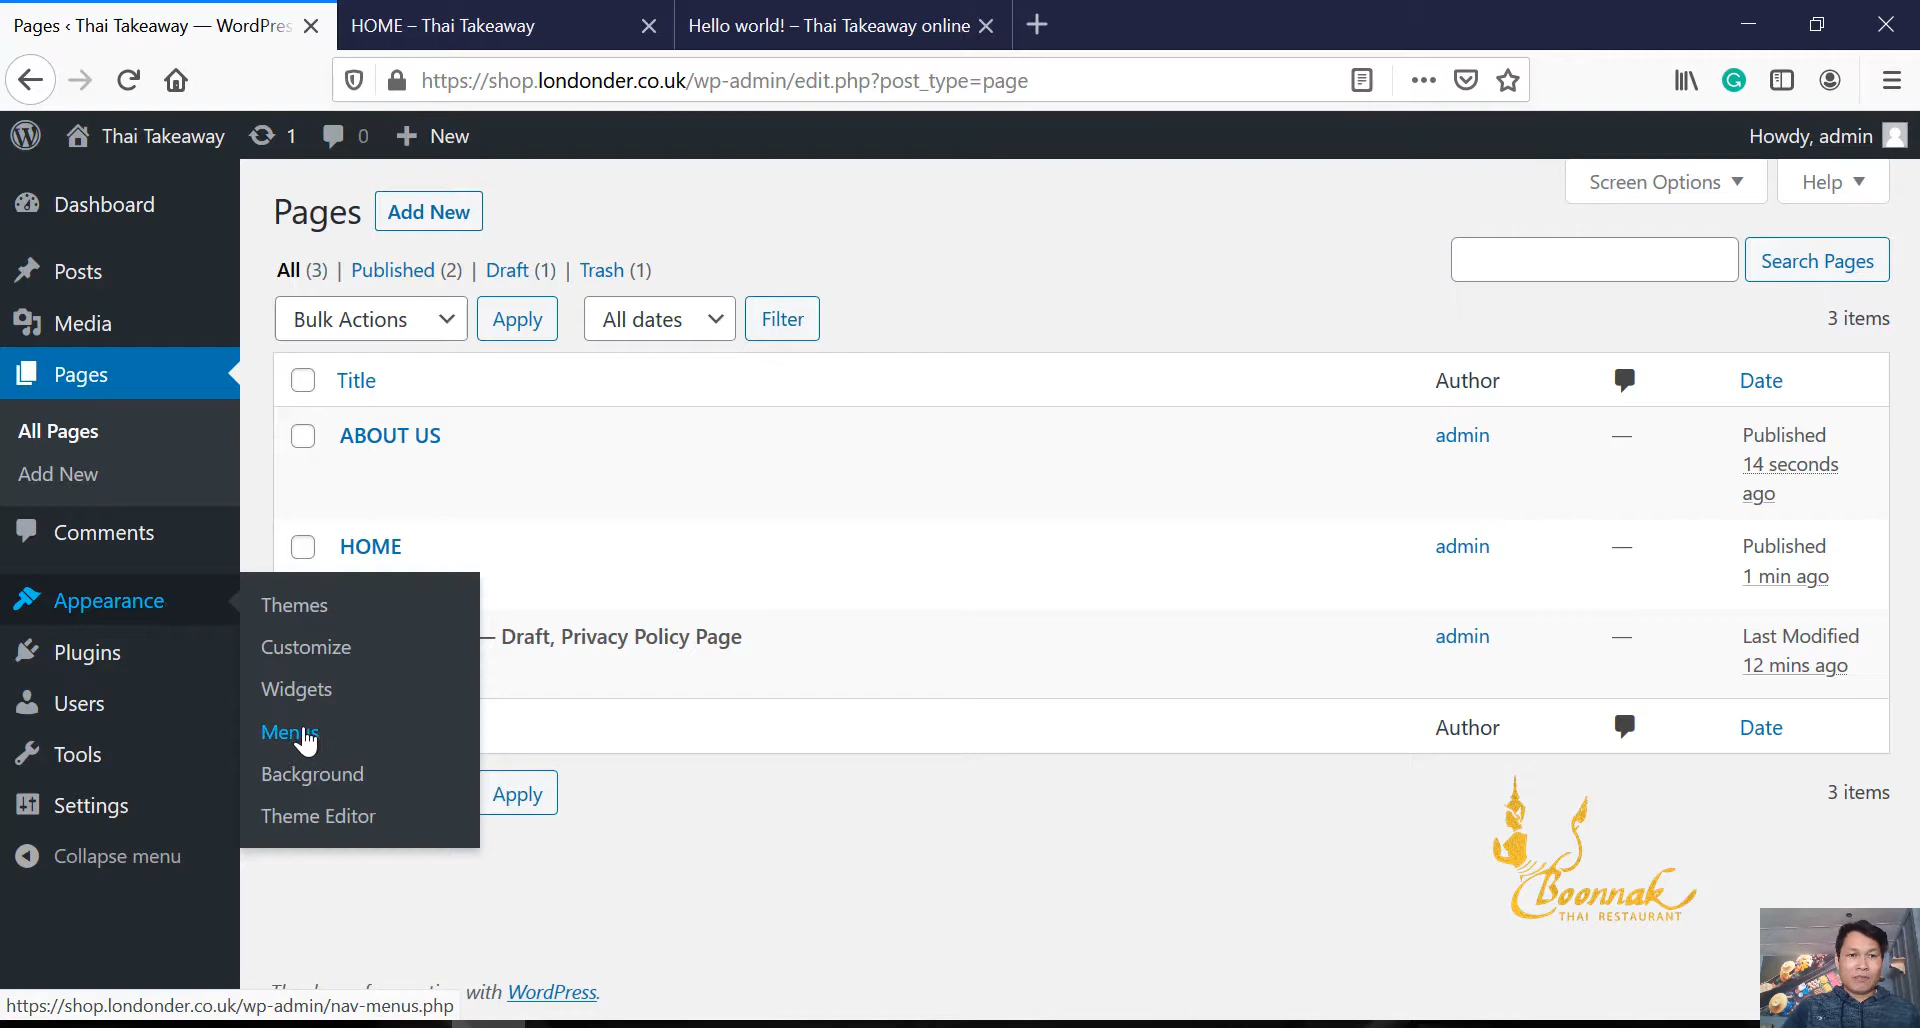 Pages ‹ Thai Takeaway — WordPres
HOME – Thai Takeaway
Hello world! – Thai Takeaway online
https://shop.londonder.co.uk/wp-admin/edit.php?post_type=page
Thai Takeaway
1
0
New
Howdy, admin
Screen Options
Help
Dashboard
Posts
Media
Pages
All Pages
Add New
Comments
Appearance
Plugins
Users
Tools
Settings
Collapse menu
Themes
Customize
Widgets
Menus
Background
Theme Editor
Pages
Add New
All (3) | Published (2) | Draft (1) | Trash (1)
Search Pages
Bulk Actions
Apply
All dates
Filter
3 items
Title
Author
Date
ABOUT US
admin
—
Published
14 seconds
ago
HOME
admin
—
Published
1 min ago
— Draft, Privacy Policy Page
admin
—
Last Modified
12 mins ago
Author
Date
Apply
3 items
Boonnak
THAI RESTAURANT
with WordPress.
https://shop.londonder.co.uk/wp-admin/nav-menus.php